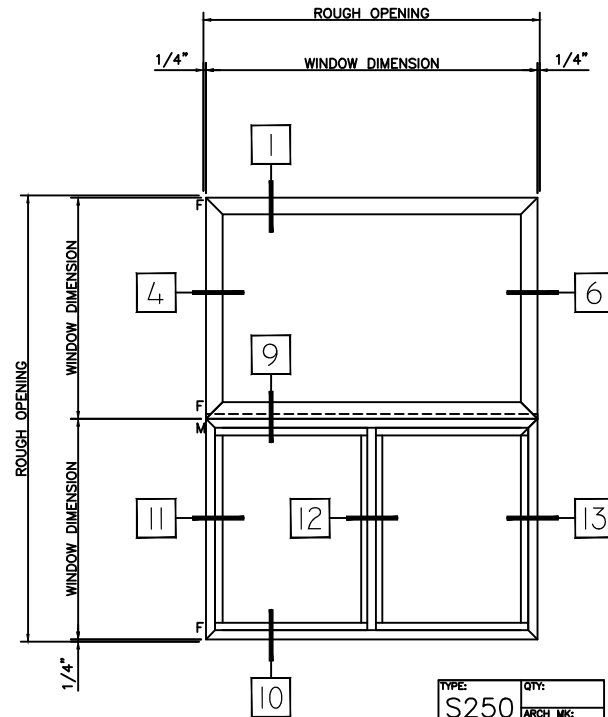 ROUGH OPENING
1/4" WINDOW DIMENSION 1/4"
1
F
WINDOW DIMENSION
4
6
ROUGH OPENING
9
F
M
WINDOW DIMENSION
11
12
13
F
1/4"
10
TYPE: QTY:
S250 ARCH MK: